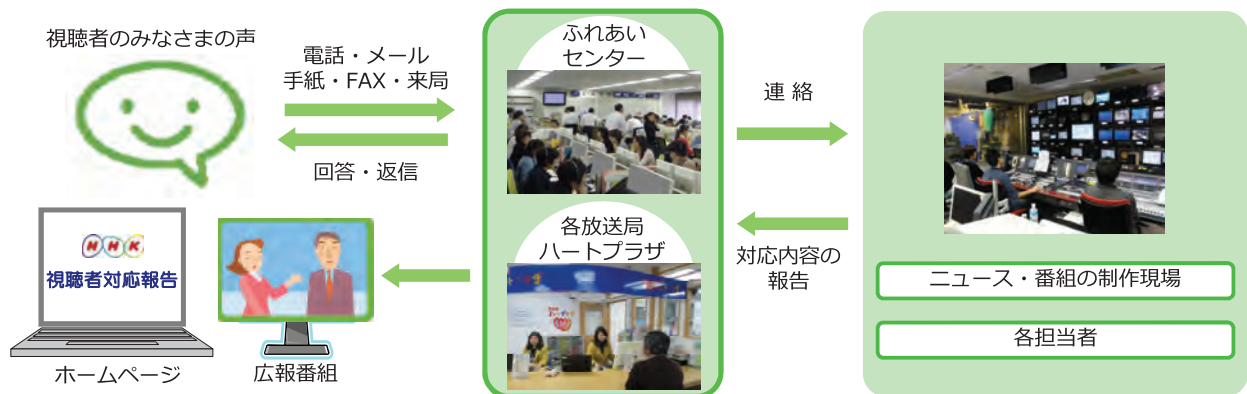 視聴者のみなさまの声
電話・メール
手紙・FAX・来局
回答・返信
NHK
視聴者対応報告
ホームページ
広報番組
ふれあい
センター
各放送局
ハートプラザ
連 絡
対応内容の
報告
ニュース・番組の制作現場
各担当者